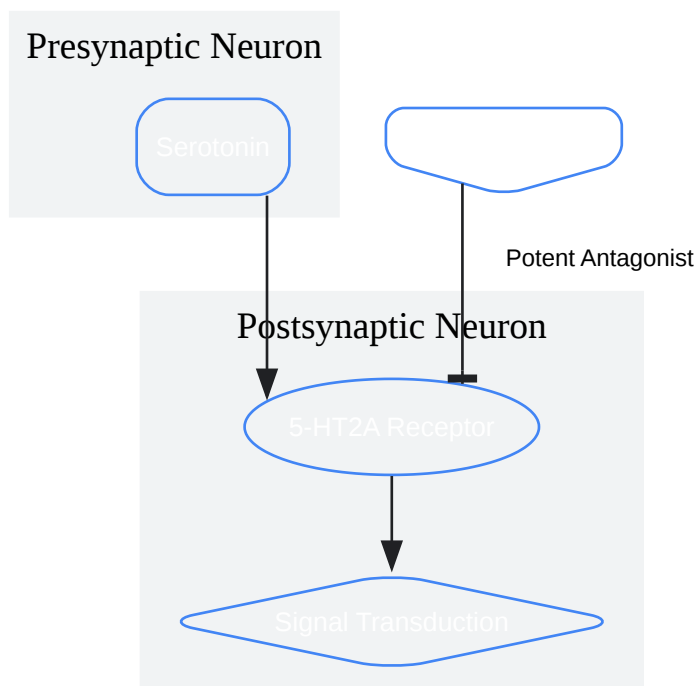 Presynaptic Neuron
Serotonin
Potent Antagonist
Postsynaptic Neuron
5-HT2A Receptor
Signal Transduction